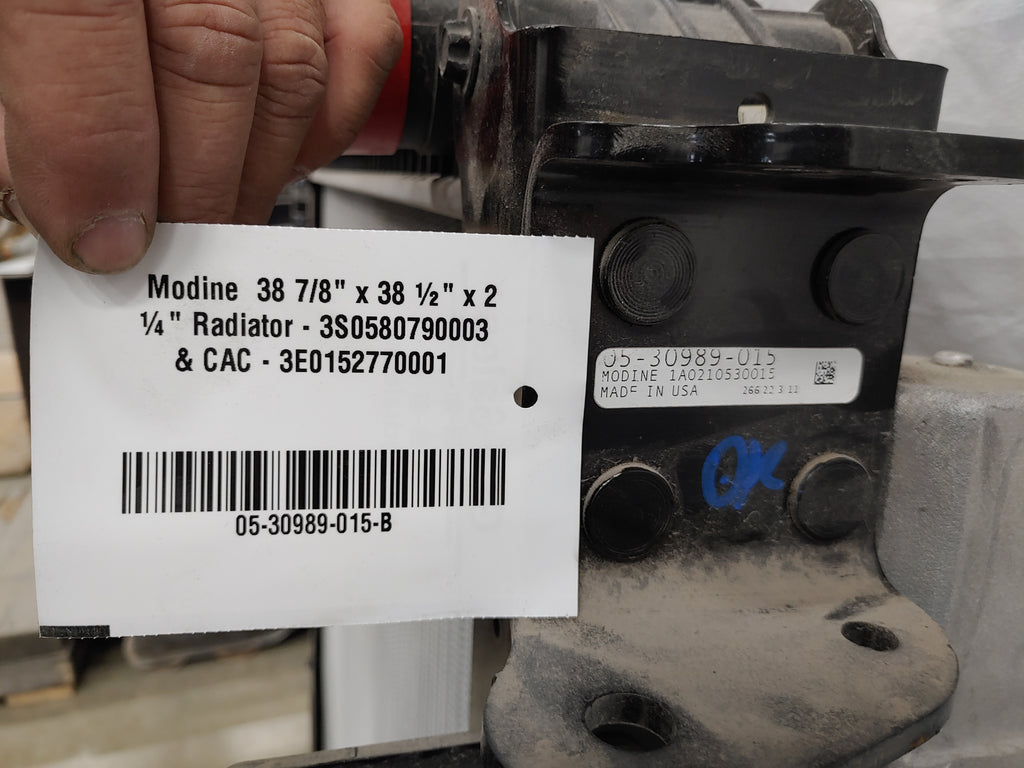 Modine 38 7/8" x 38 ½" x 2
¼" Radiator - 3S0580790003
& CAC - 3E0152770001
05-30989-015-B
05-30989-015
MODINE 1A0210530015
MADE IN USA 266 22 3 11
OK